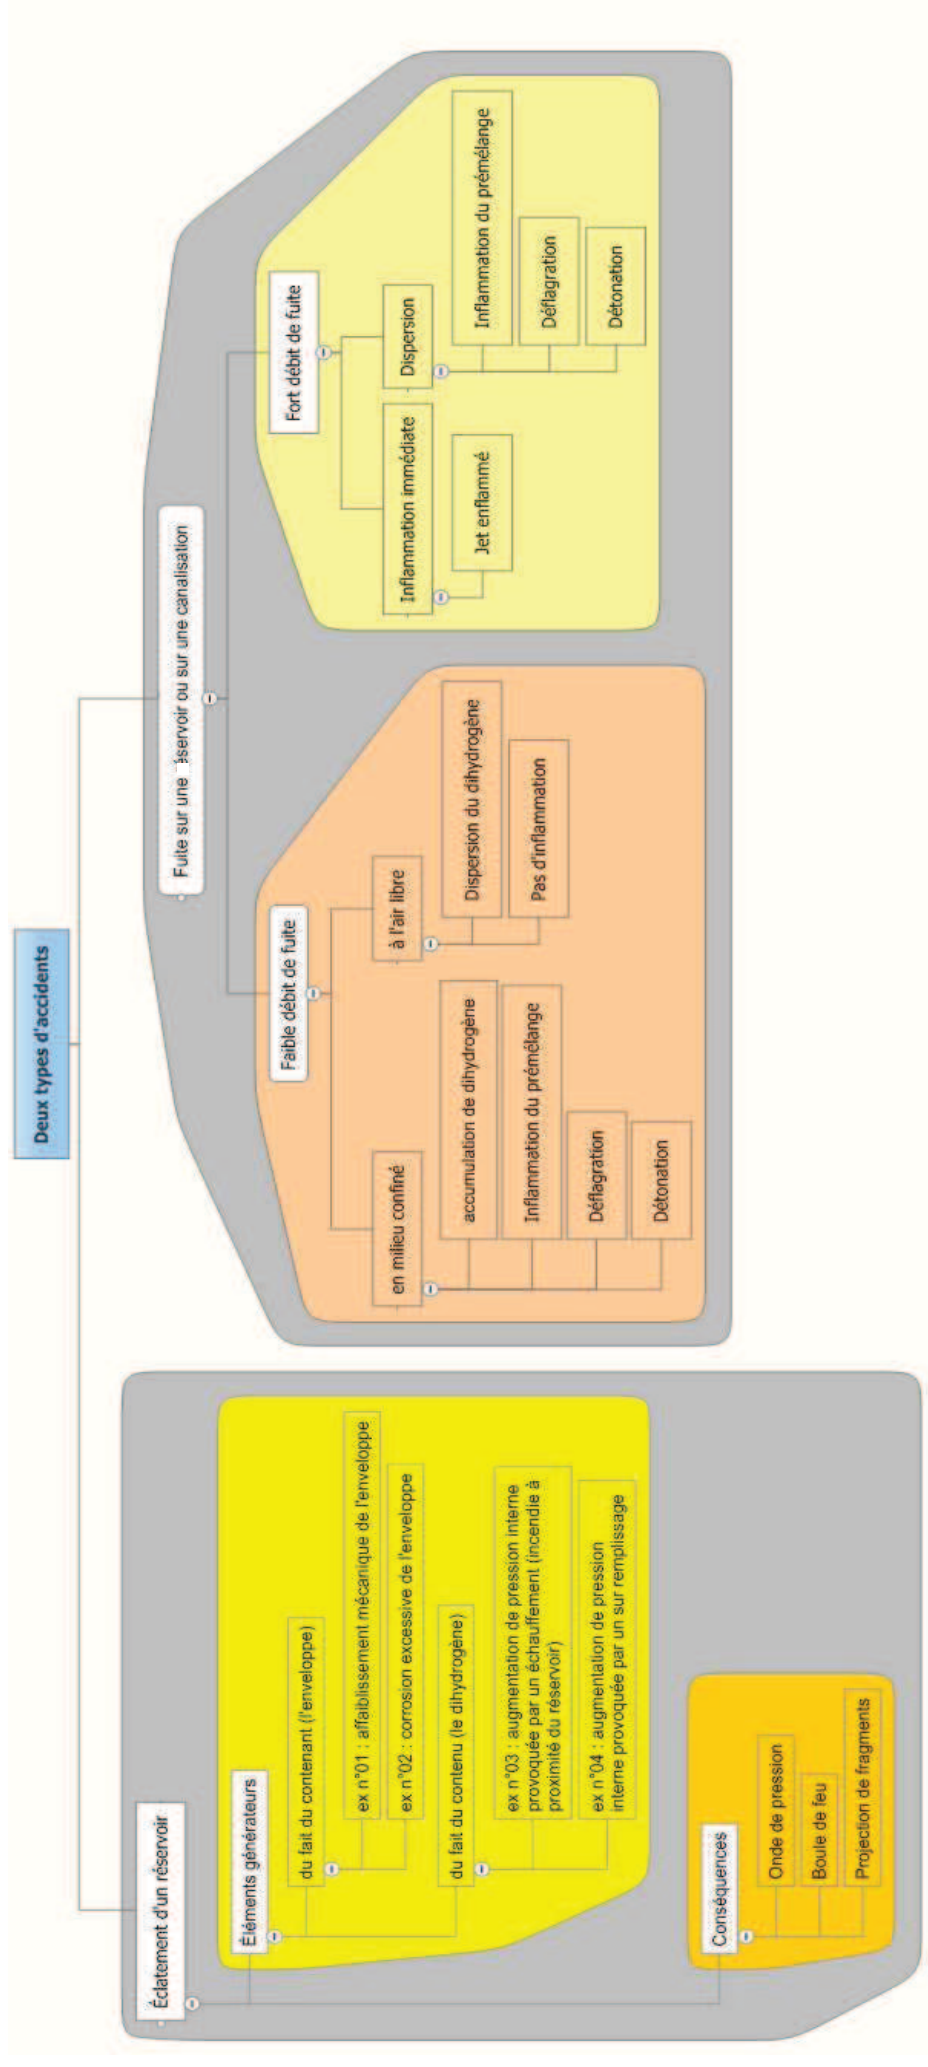 Deux types d'accidents
Éclatement d'un réservoir
Éléments générateurs
du fait du contenant (l'enveloppe)
ex n°01 : affaiblissement mécanique de l'enveloppe
ex n°02 : corrosion excessive de l'enveloppe
du fait du contenu (le dihydrogène)
ex n°03 : augmentation de pression interne
provoquée par un échauffement (incendie à
proximité du réservoir)
ex n°04 : augmentation de pression
interne provoquée par un sur remplissage
Conséquences
Onde de pression
Boule de feu
Projection de fragments
Fuite sur une éservoir ou sur une canalisation
Faible débit de fuite
en milieu confiné
accumulation de dihydrogène
Inflammation du prémélange
Déflagration
Détonation
à l'air libre
Dispersion du dihydrogène
Pas d'inflammation
Fort débit de fuite
Inflammation immédiate
Jet enflammé
Dispersion
Inflammation du prémélange
Déflagration
Détonation